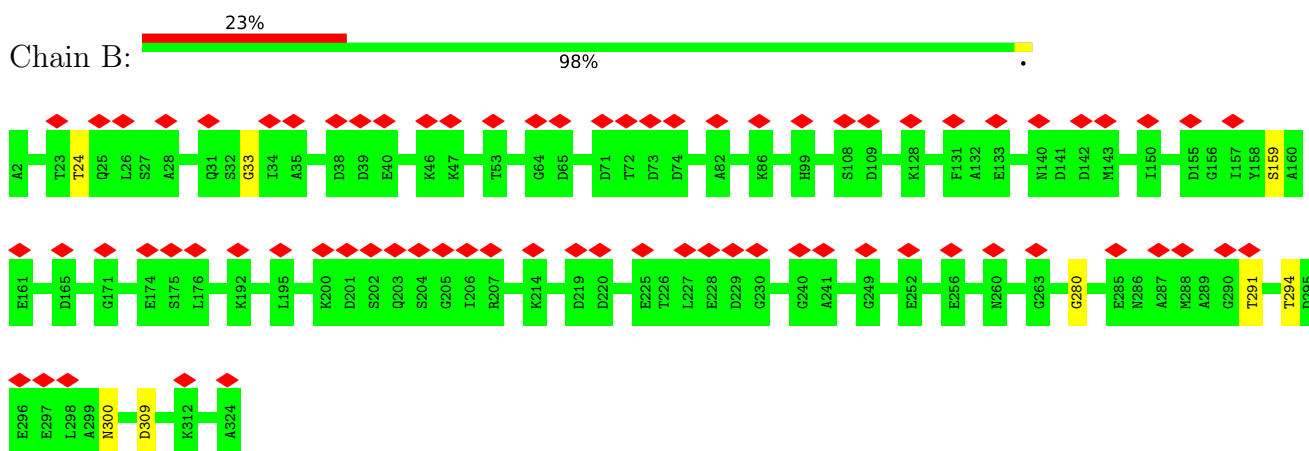 23%
Chain B:
98%
•
A2 T23 T24 Q25 L26 S27 A28 Q31 S32 G33 I34 A35 D38 D39 E40 K46 K47 T53 G64 D65 D71 T72 D73 D74 A82 K86 H99 S108 D109 K128 F131 A132 E133 N140 D141 D142 M143 I150 D155 G156 I157 Y158 S159 A160
E161 D165 G171 E174 S175 L176 K192 L195 K200 D201 S202 Q203 S204 G205 I206 R207 K214 D219 D220 E225 T226 L227 E228 D229 G230 G240 A241 G249 E252 E256 N260 G263 G280 E285 N286 A287 M288 A289 G290 T291 T294
E296 E297 L298 A299 N300 D309 K312 A324